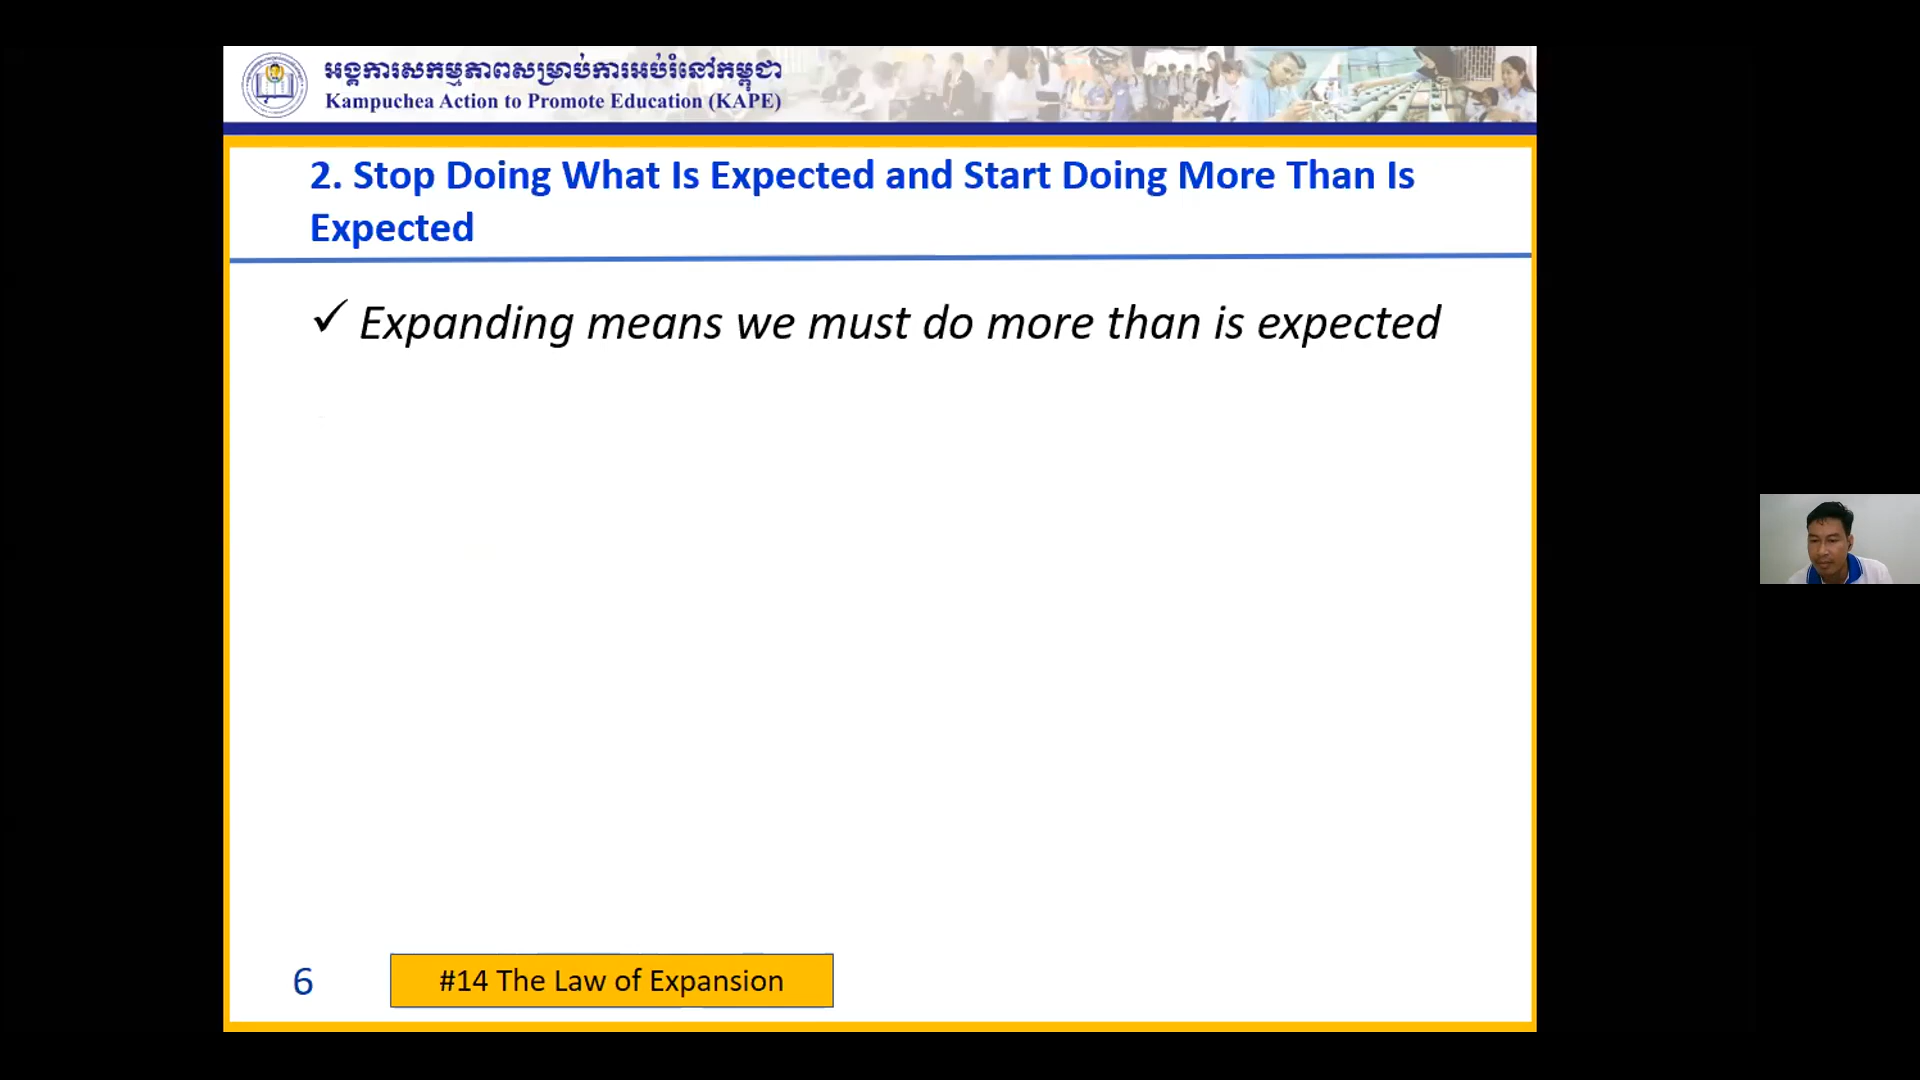 អង្គការសកម្មភាពសម្រាប់ការអប់រំនៅកម្ពុជា
Kampuchea Action to Promote Education (KAPE)
2. Stop Doing What Is Expected and Start Doing More Than Is
Expected
✓ Expanding means we must do more than is expected
6
#14 The Law of Expansion